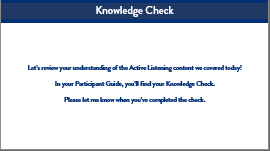 Knowledge Check
Let's review your understanding of the Active Listening content we covered today!
In your Participant Guide, you'll find your Knowledge Check.
Please let me know when you've completed the check.